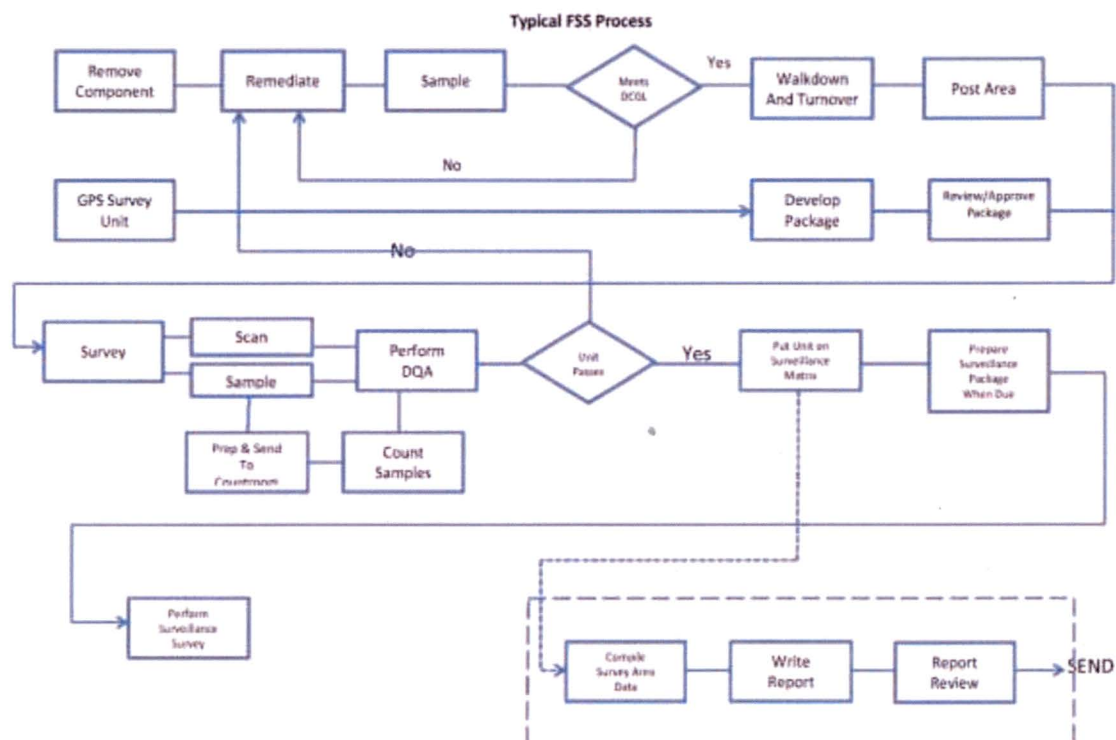 Typical FSS Process
Remove
Component
Remediate
Sample
Meets
DCGL
Yes
Walkdown
And Turnover
Post Area
No
GPS Survey
Unit
Develop
Package
Review/Approve
Package
No
Survey
Scan
Sample
Perform
DQA
Unit
Passes
Yes
Put Unit on
Surveillance
Matrix
Prepare
Surveillance
Package
When Due
Prep & Send
To
Countroom
Count
Samples
Perform
Surveillance
Survey
Compile
Survey Area
Data
Write
Report
Report
Review
SEND